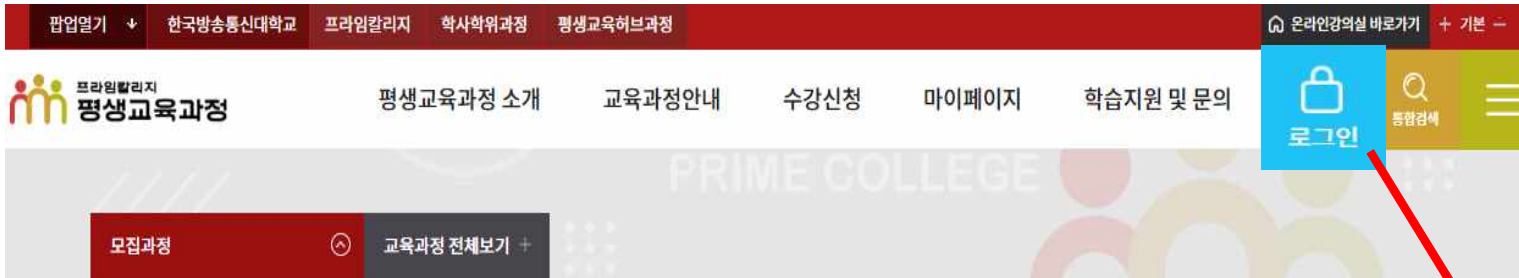 팝업열기 한국방송통신대학교 프라임칼리지 학사학위과정 평생교육허브과정 온라인강의실 바로가기 + 기본 -
프라임칼리지
평생교육과정 평생교육과정 소개 교육과정안내 수강신청 마이페이지 학습지원 및 문의
로그인 통합검색
PRIME COLLEGE
모집과정 교육과정 전체보기 +